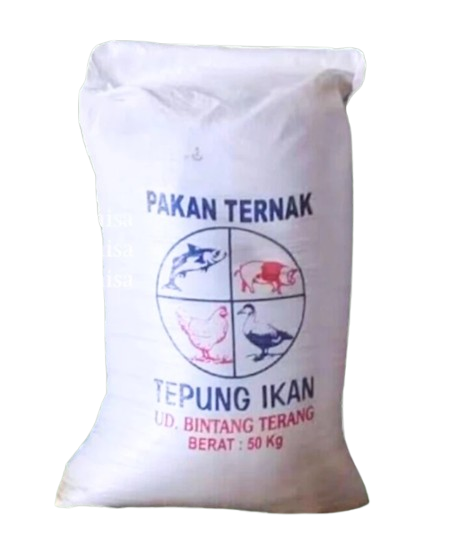 PAKAN TERNAK
TEPUNG IKAN
UD. BINTANG TERANG
BERAT : 50 Kg